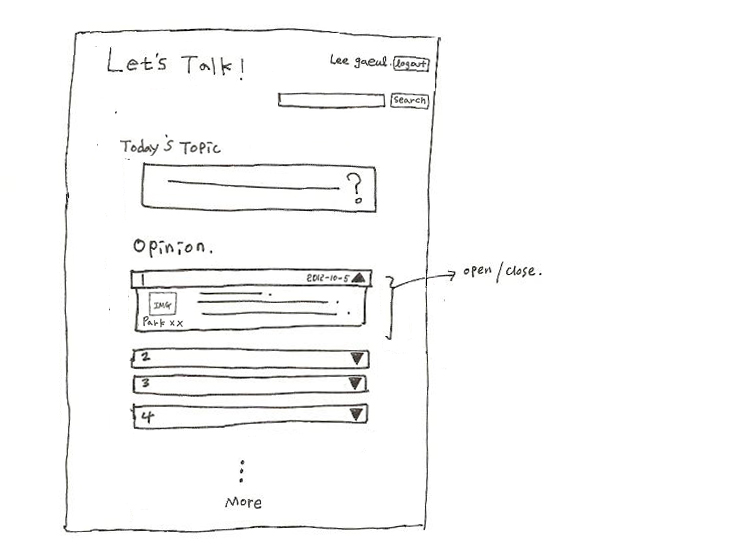 Let's Talk!
Lee gaeul. logout
search
Today's Topic
?
Opinion.
1 2012-10-5
open/close.
IMG
Park xx
2
3
4
More